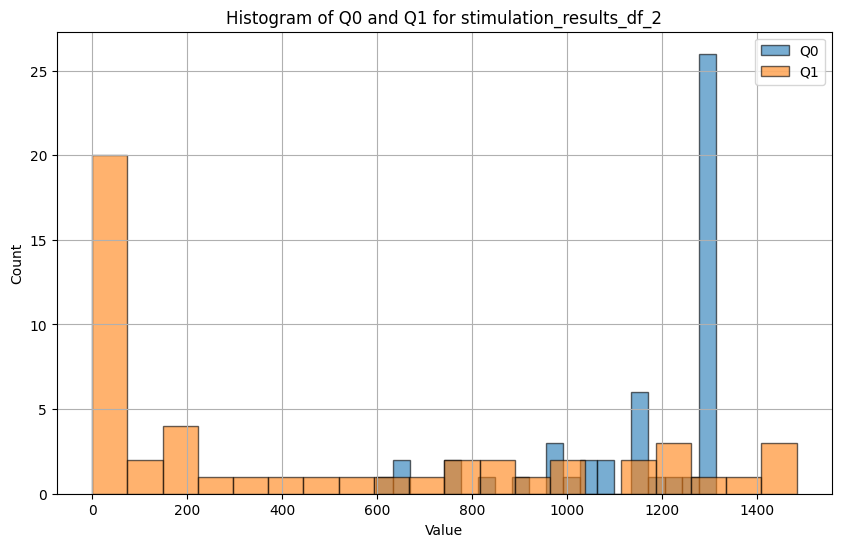 Histogram of Q0 and Q1 for stimulation_results_df_2
Q0
Q1
25
20
15
10
5
0
Count
0 200 400 600 800 1000 1200 1400
Value